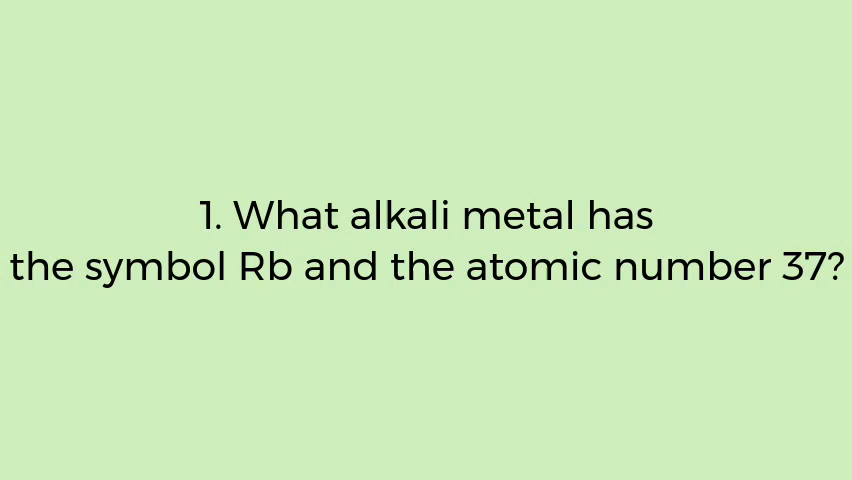 1. What alkali metal has
the symbol Rb and the atomic number 37?